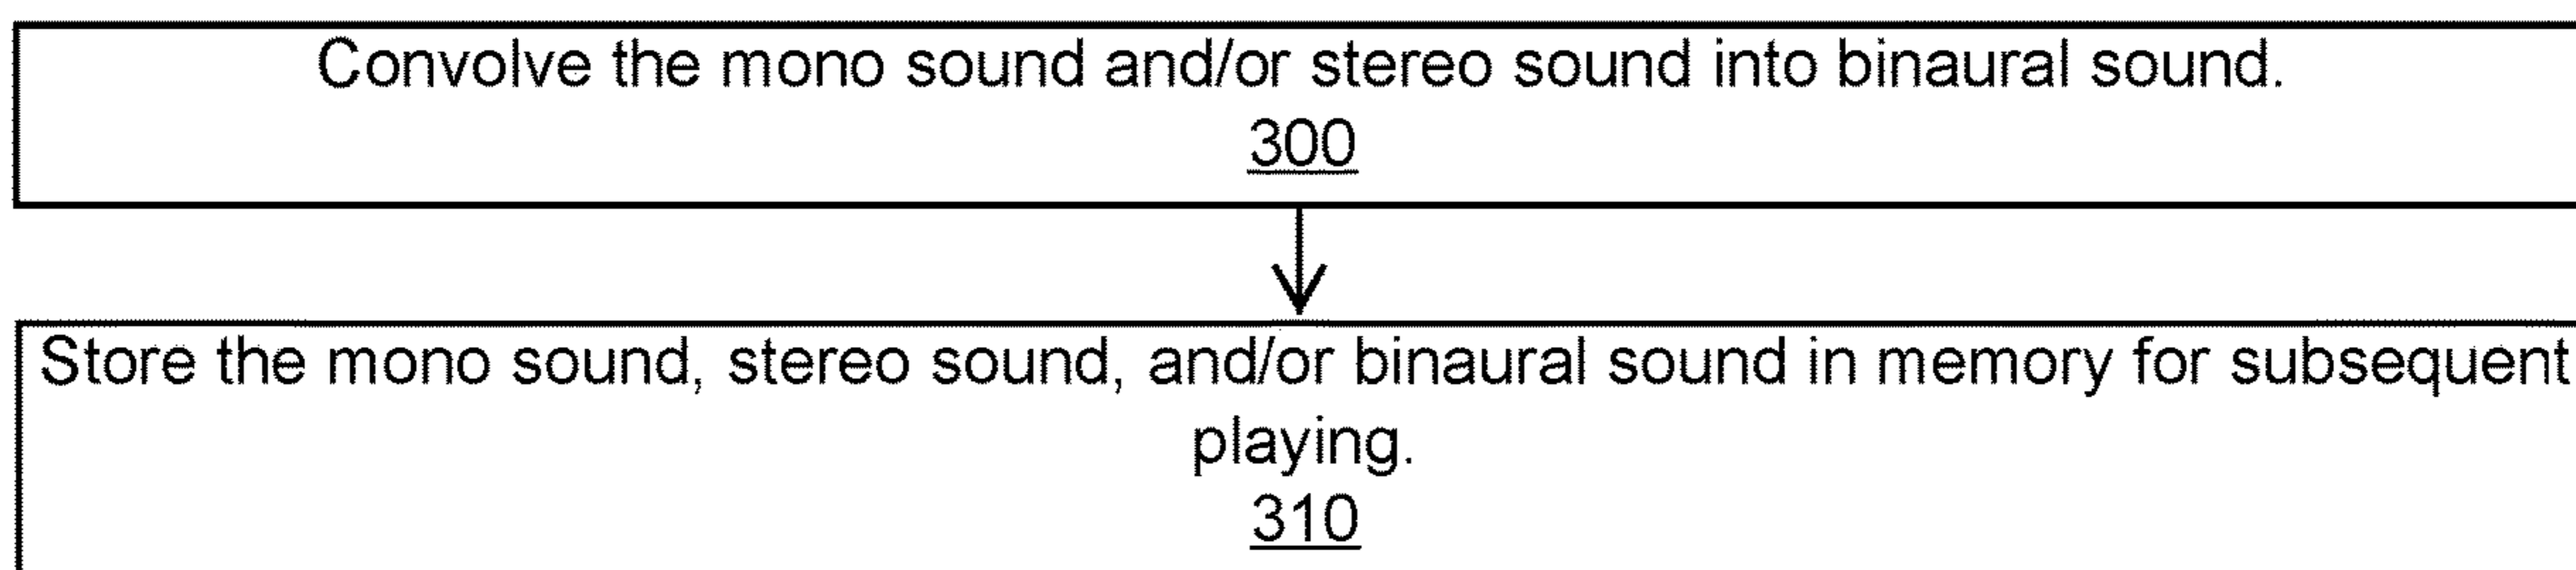 Convolve the mono sound and/or stereo sound into binaural sound.
300
Store the mono sound, stereo sound, and/or binaural sound in memory for subsequent
playing.
310